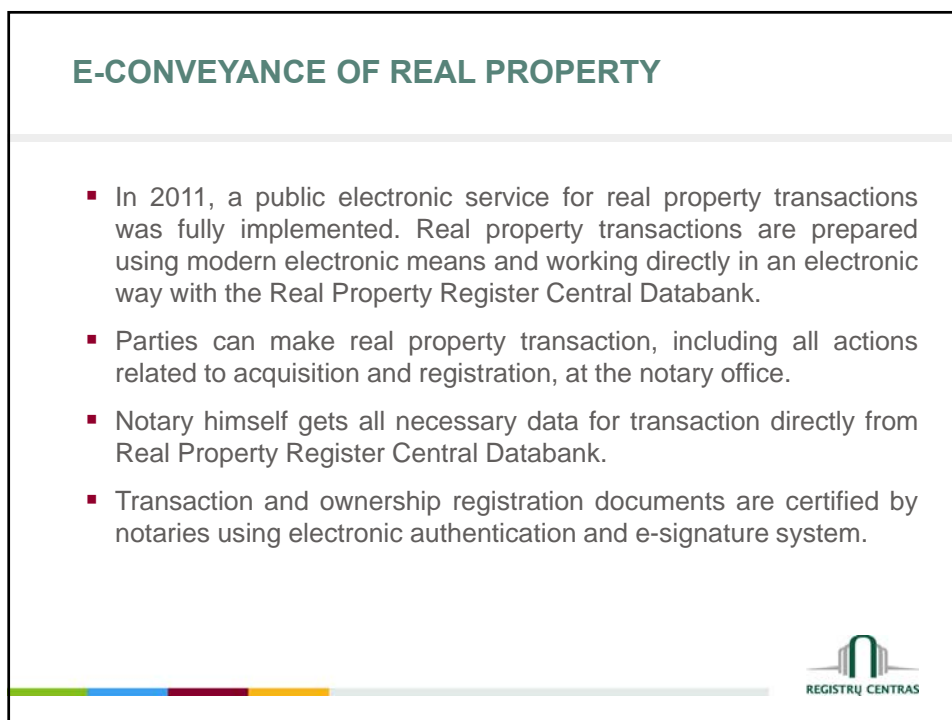 E-CONVEYANCE OF REAL PROPERTY
▪ In 2011, a public electronic service for real property transactions
was fully implemented. Real property transactions are prepared
using modern electronic means and working directly in an electronic
way with the Real Property Register Central Databank.
▪ Parties can make real property transaction, including all actions
related to acquisition and registration, at the notary office.
▪ Notary himself gets all necessary data for transaction directly from
Real Property Register Central Databank.
▪ Transaction and ownership registration documents are certified by
notaries using electronic authentication and e-signature system.
REGISTRŲ CENTRAS